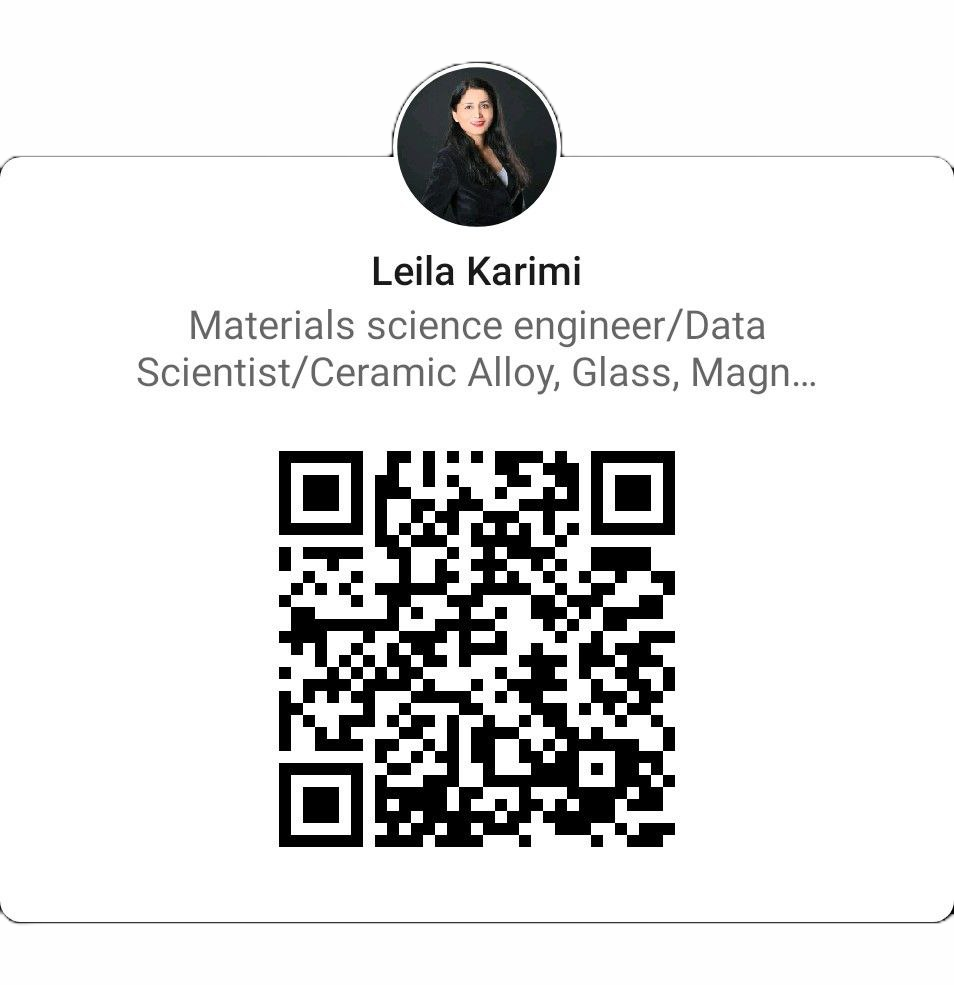 Leila Karimi
Materials science engineer/Data
Scientist/Ceramic Alloy, Glass, Magn...